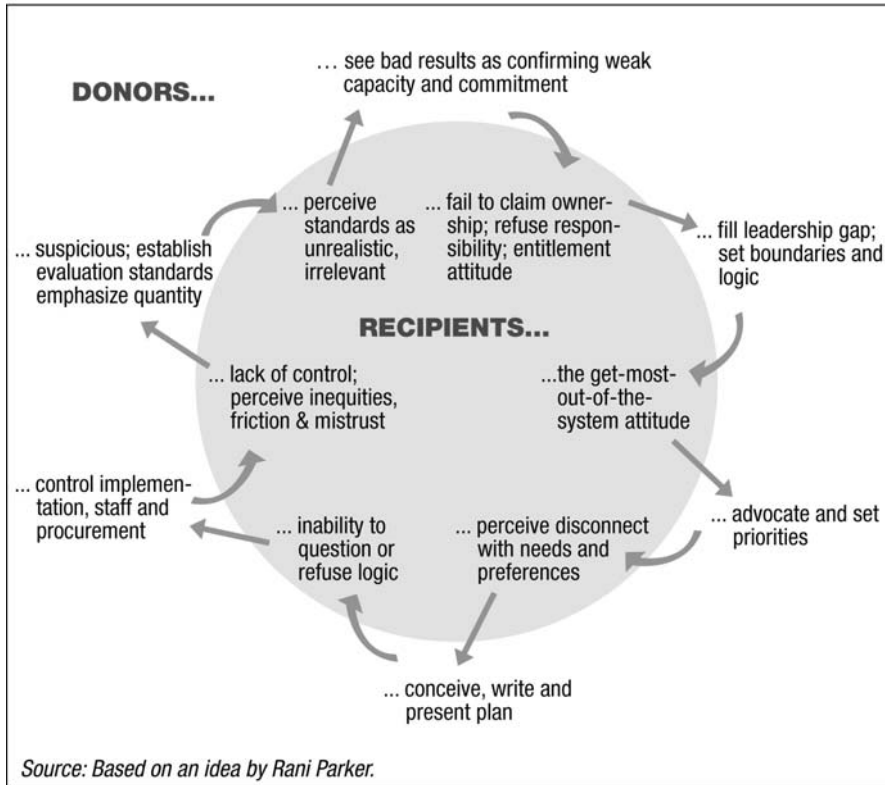 DONORS...
… see bad results as confirming weak
capacity and commitment
... perceive
standards as
unrealistic,
irrelevant
... fail to claim owner-
ship; refuse respon-
sibility; entitlement
attitude
... fill leadership gap;
set boundaries and
logic
... suspicious; establish
evaluation standards
emphasize quantity
RECIPIENTS...
... lack of control;
perceive inequities,
friction & mistrust
...the get-most-
out-of-the-
system attitude
... control implemen-
tation, staff and
procurement
... inability to
question or
refuse logic
... perceive disconnect
with needs and
preferences
... advocate and set
priorities
... conceive, write and
present plan
Source: Based on an idea by Rani Parker.